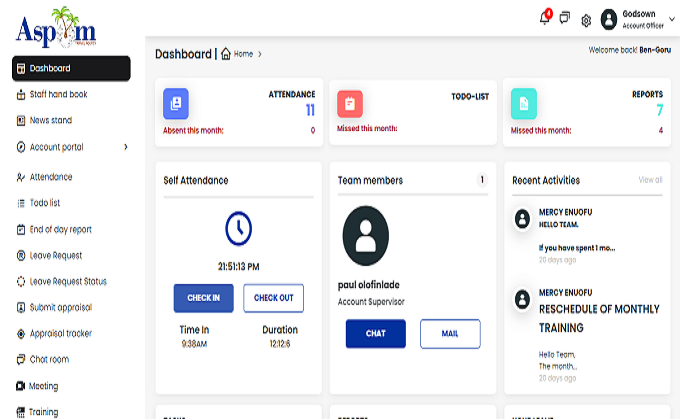 Aspom
Godsown
Account Officer
4
Dashboard | Home >
Welcome back! Ben-Goru
Dashboard
Staff hand book
News stand
Account portal
Attendance
Todo list
End of day report
Leave Request
Leave Request Status
Submit appraisal
Appraisal tracker
Chat room
Meeting
Training
ATTENDANCE
11
Absent this month: 0
TODO-LIST
Missed this month:
REPORTS
7
Missed this month: 4
Self Attendance
21:51:13 PM
CHECK IN
CHECK OUT
Time In
Duration
9:38AM
12:12:6
Team members
1
paul olofinlade
Account Supervisor
CHAT
MAIL
Recent Activities
View all
MERCY ENUOFU
HELLO TEAM,
If you have spent 1 mo...
20 days ago
MERCY ENUOFU
RESCHEDULE OF MONTHLY
TRAINING
Hello Team,
The month...
20 days ago